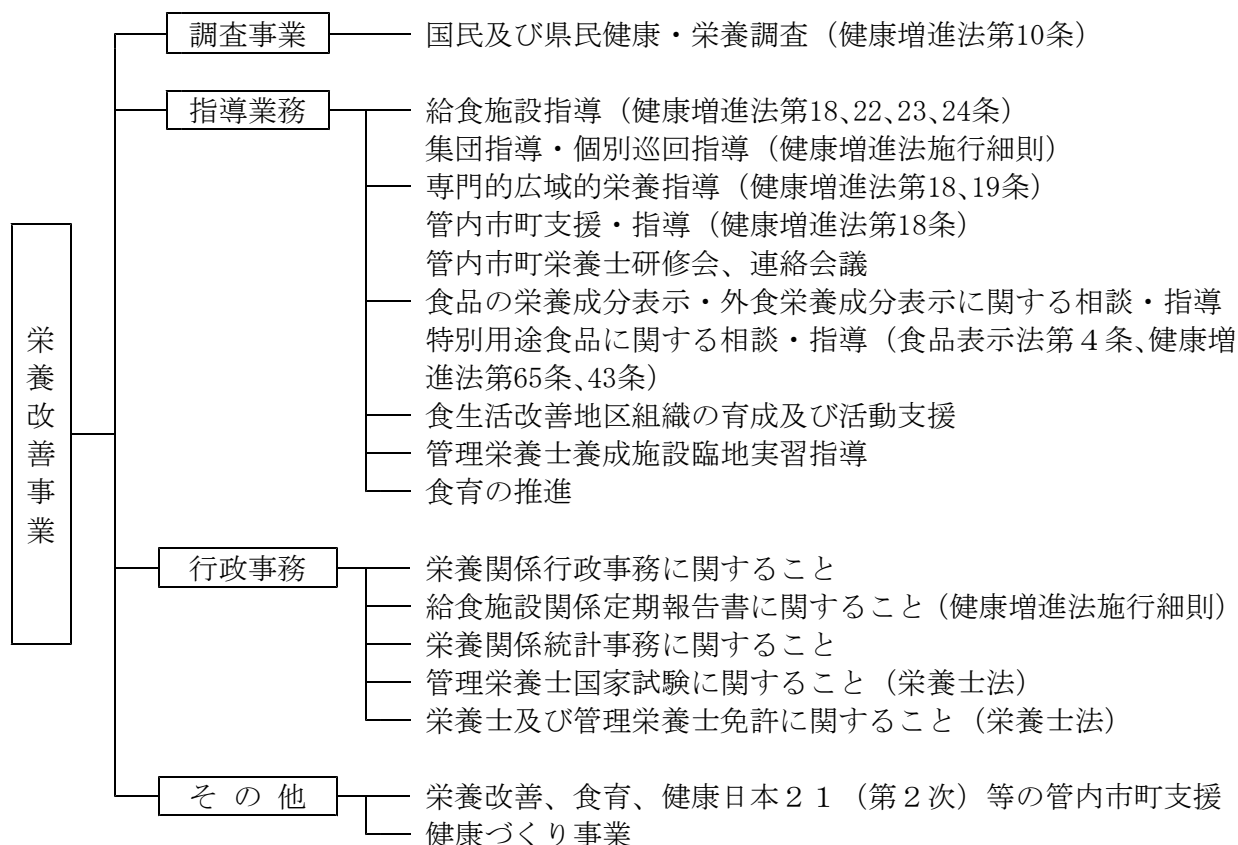 栄養改善事業
調査事業
国民及び県民健康・栄養調査（健康増進法第10条）
指導業務
給食施設指導（健康増進法第18、22、23、24条）
集団指導・個別巡回指導（健康増進法施行細則）
専門的広域的栄養指導（健康増進法第18、19条）
管内市町支援・指導（健康増進法第18条）
管内市町栄養士研修会、連絡会議
食品の栄養成分表示・外食栄養成分表示に関する相談・指導
特別用途食品に関する相談・指導（食品表示法第４条、健康増
進法第65条、43条）
食生活改善地区組織の育成及び活動支援
管理栄養士養成施設臨地実習指導
食育の推進
行政事務
栄養関係行政事務に関すること
給食施設関係定期報告書に関すること（健康増進法施行細則）
栄養関係統計事務に関すること
管理栄養士国家試験に関すること（栄養士法）
栄養士及び管理栄養士免許に関すること（栄養士法）
その他
栄養改善、食育、健康日本２１（第２次）等の管内市町支援
健康づくり事業